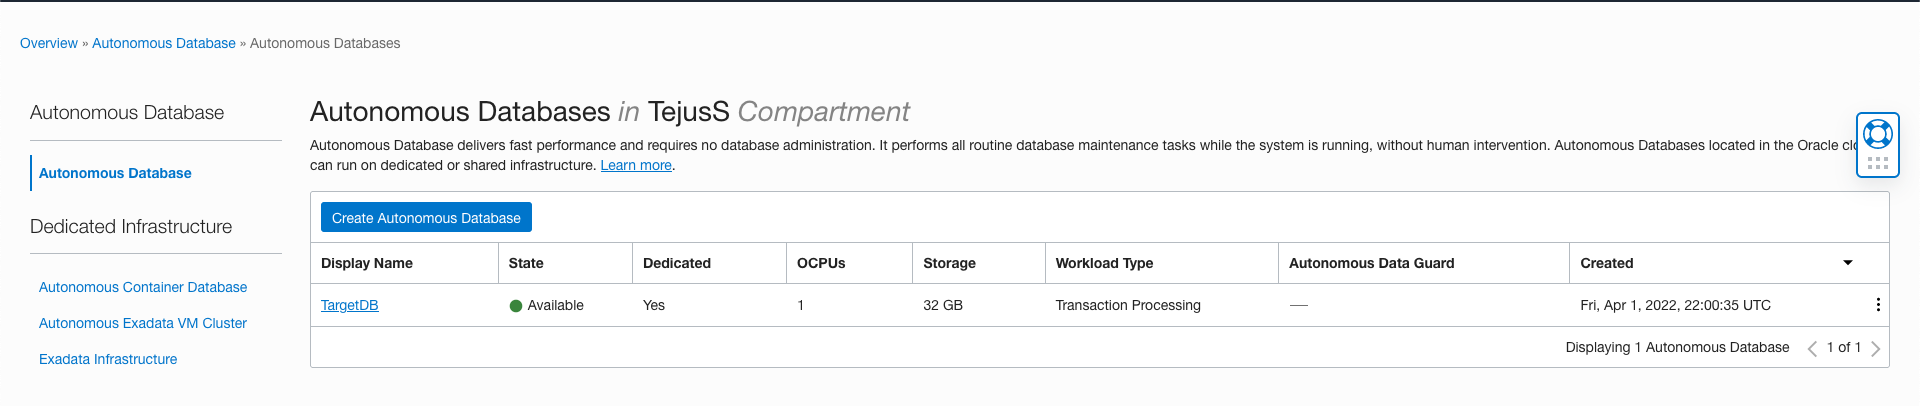 Overview » Autonomous Database » Autonomous Databases
Autonomous Database
Autonomous Database
Dedicated Infrastructure
Autonomous Container Database
Autonomous Exadata VM Cluster
Exadata Infrastructure
Autonomous Databases in TejusS Compartment
Autonomous Database delivers fast performance and requires no database administration. It performs all routine database maintenance tasks while the system is running, without human intervention. Autonomous Databases located in the Oracle
can run on dedicated or shared infrastructure. Learn more.
Create Autonomous Database
Display Name State Dedicated OCPUs Storage Workload Type Autonomous Data Guard Created
TargetDB Available Yes 1 32 GB Transaction Processing — Fri, Apr 1, 2022, 22:00:35 UTC
Displaying 1 Autonomous Database 1 of 1